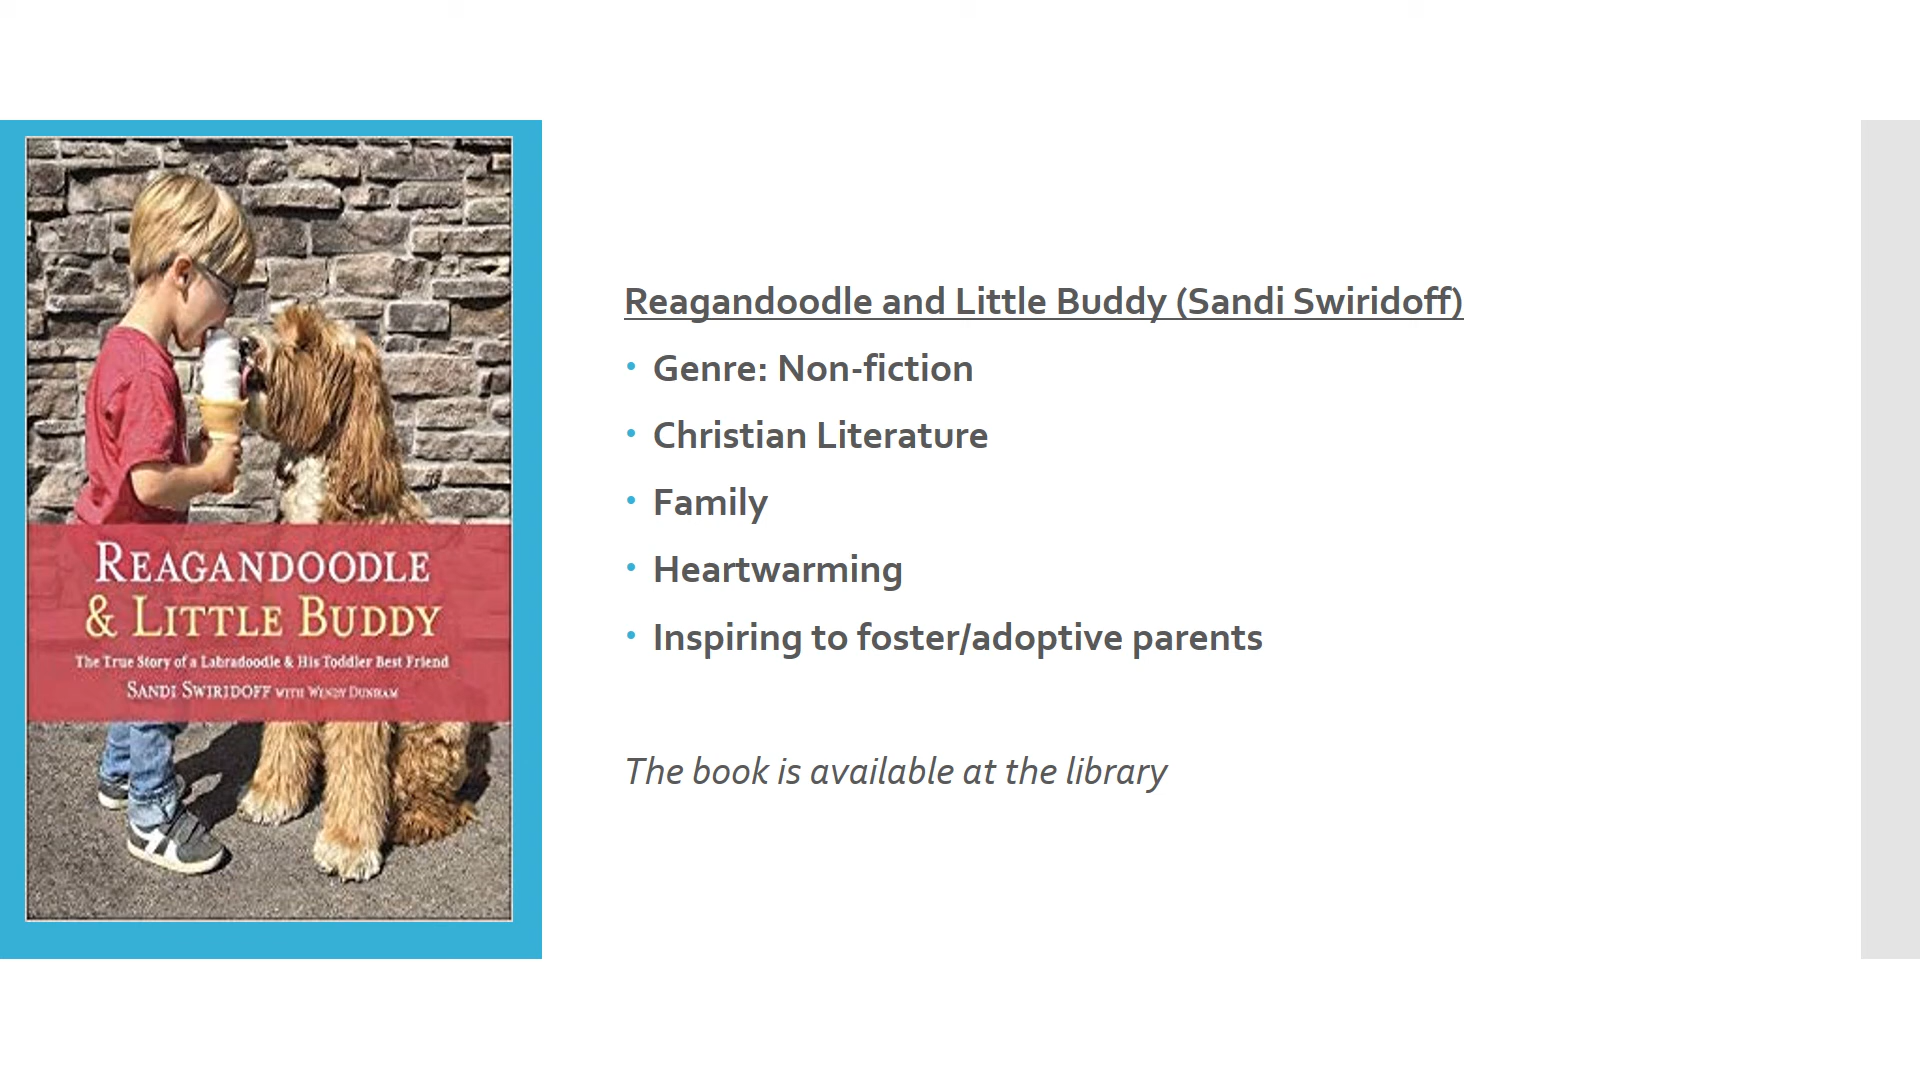 REAGANDOODLE
& LITTLE BUDDY
The True Story of a Labradoodle & His Toddler Best Friend
SANDI SWIRIDOFF WITH WENDY DUNHAM
Reagandoodle and Little Buddy (Sandi Swiridoff)
• Genre: Non-fiction
• Christian Literature
• Family
• Heartwarming
• Inspiring to foster/adoptive parents
The book is available at the library